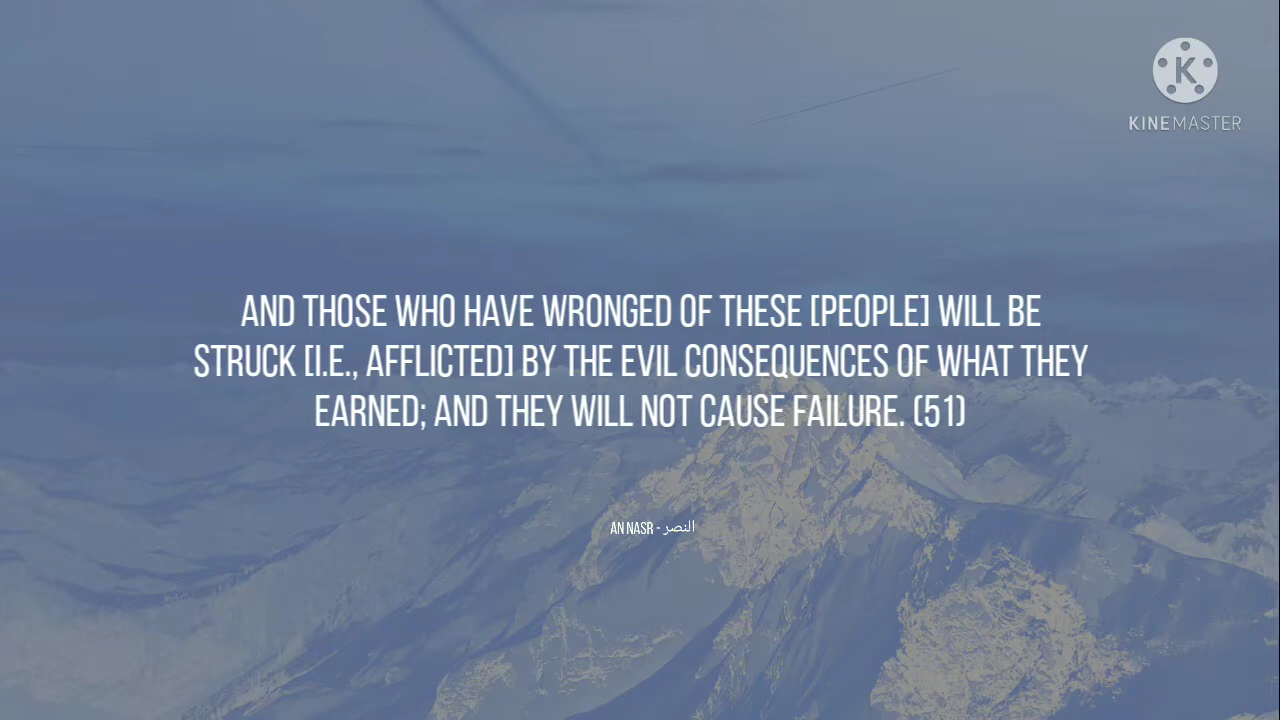 KINEMASTER
AND THOSE WHO HAVE WRONGED OF THESE [PEOPLE] WILL BE
STRUCK [I.E., AFFLICTED] BY THE EVIL CONSEQUENCES OF WHAT THEY
EARNED; AND THEY WILL NOT CAUSE FAILURE. (51)
AN NASR - النصر